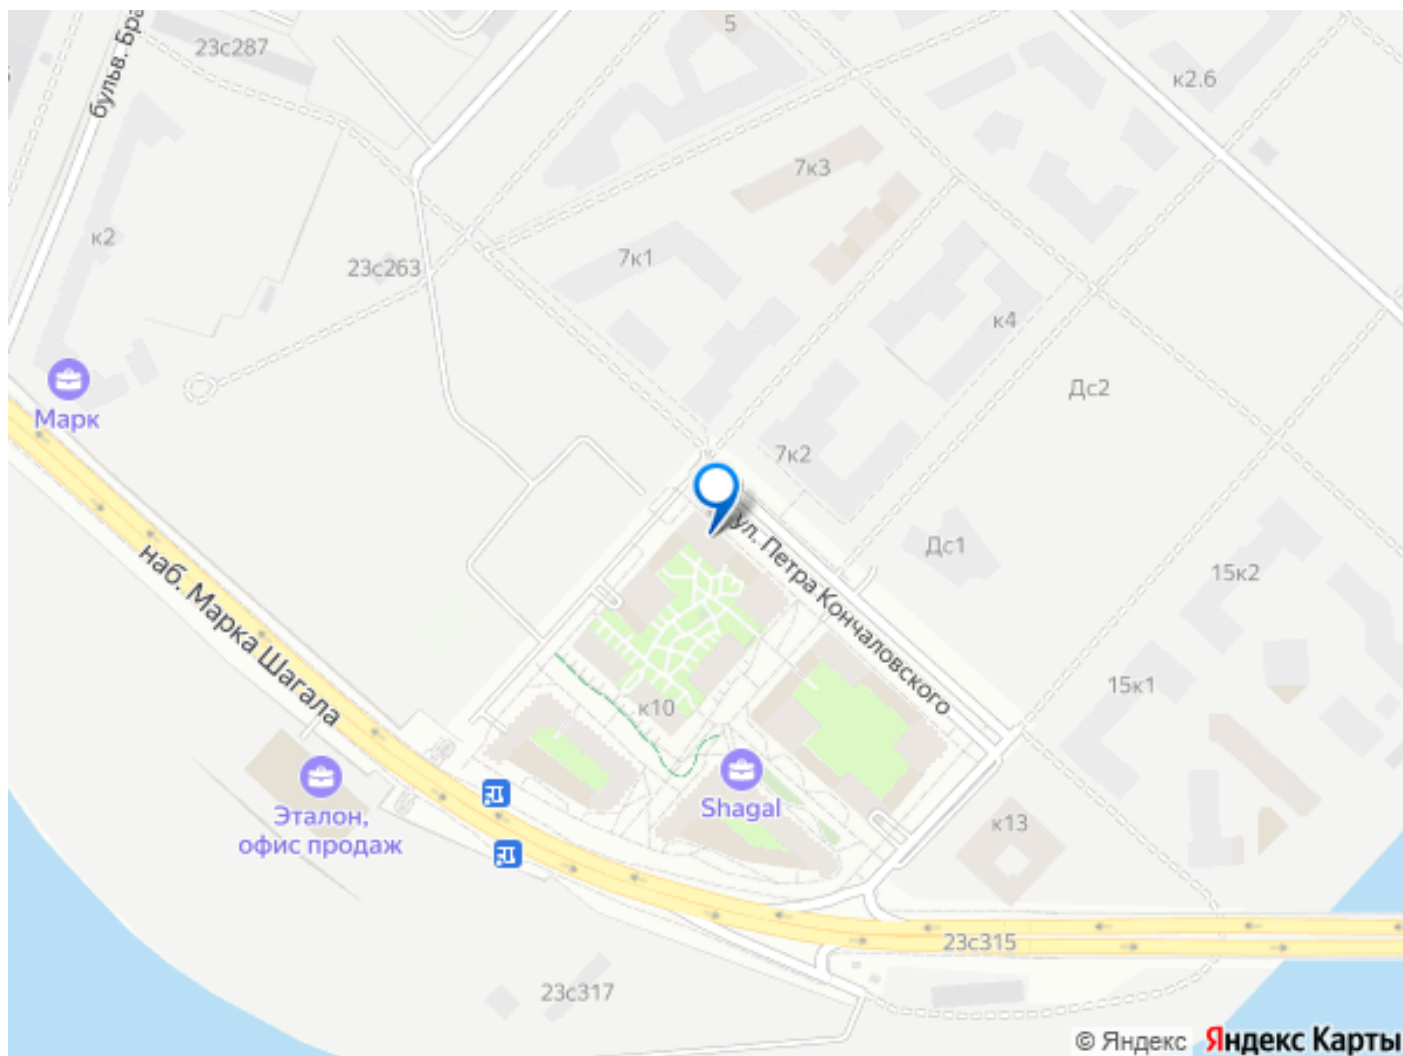 5
23с287
бульв. Бра
к2.6
7к3
к2
7к1
23с263
к4
Дс2
Марк
7к2
ул. Петра Кончаловского
Дс1
15к2
наб. Марка Шагала
15к1
к10
Эталон,
офис продаж
Shagal
к13
23с315
23с317
© Яндекс Яндекс Карты